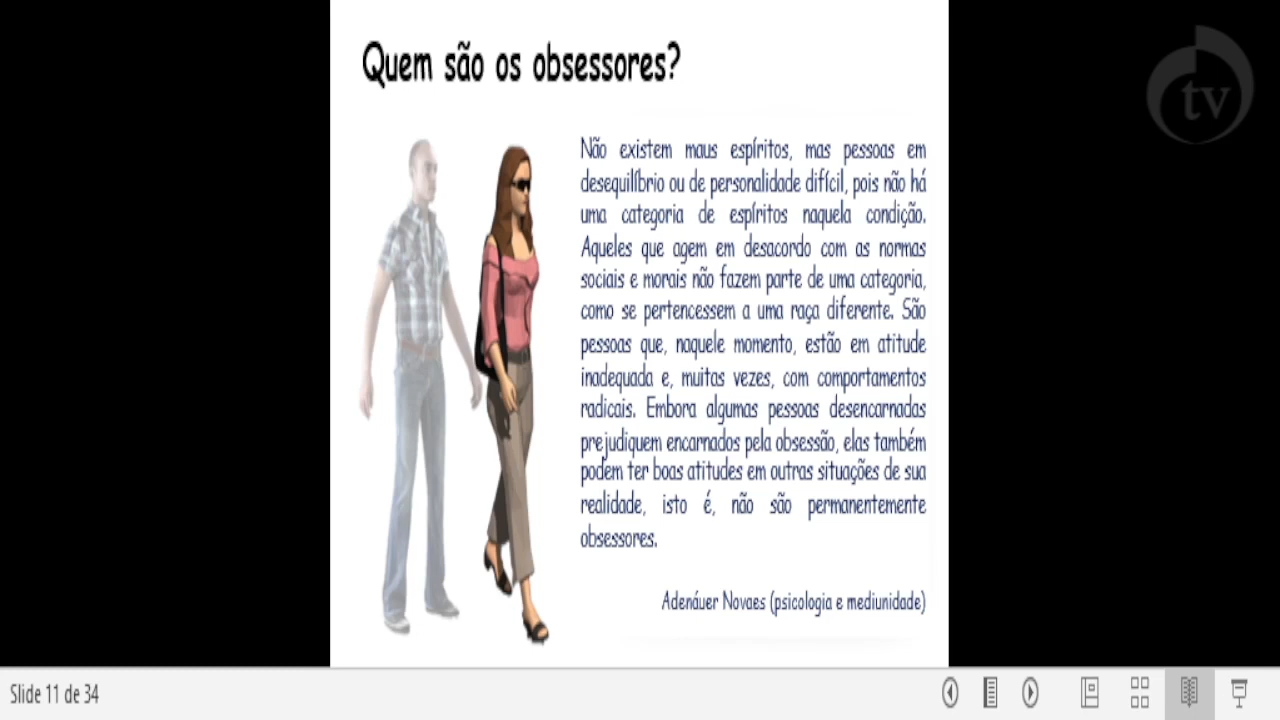 Quem são os obsessores?
tv
Não existem maus espíritos, mas pessoas em
desequilíbrio ou de personalidade difícil, pois não há
uma categoria de espíritos naquela condição.
Aqueles que agem em desacordo com as normas
sociais e morais não fazem parte de uma categoria,
como se pertencessem a uma raça diferente. São
pessoas que, naquele momento, estão em atitude
inadequada e, muitas vezes, com comportamentos
radicais. Embora algumas pessoas desencarnadas
prejudiquem encarnados pela obsessão, elas também
podem ter boas atitudes em outras situações de sua
realidade, isto é, não são permanentemente
obsessores.
Adenáuer Novaes (psicologia e mediunidade)
Slide 11 de 34